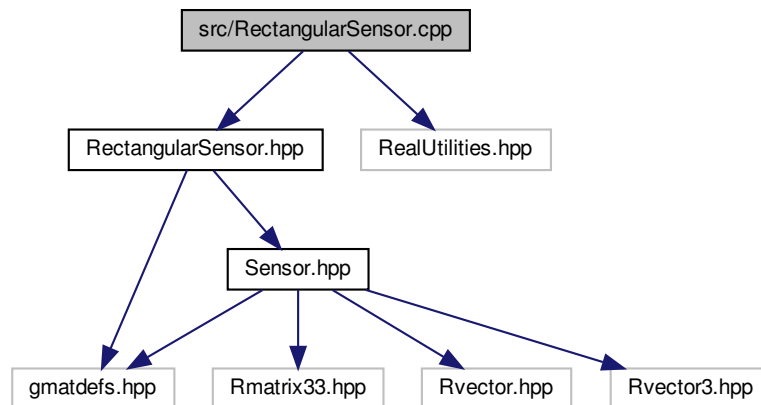 src/RectangularSensor.cpp
RectangularSensor.hpp
RealUtilities.hpp
Sensor.hpp
gmatdefs.hpp
Rmatrix33.hpp
Rvector.hpp
Rvector3.hpp